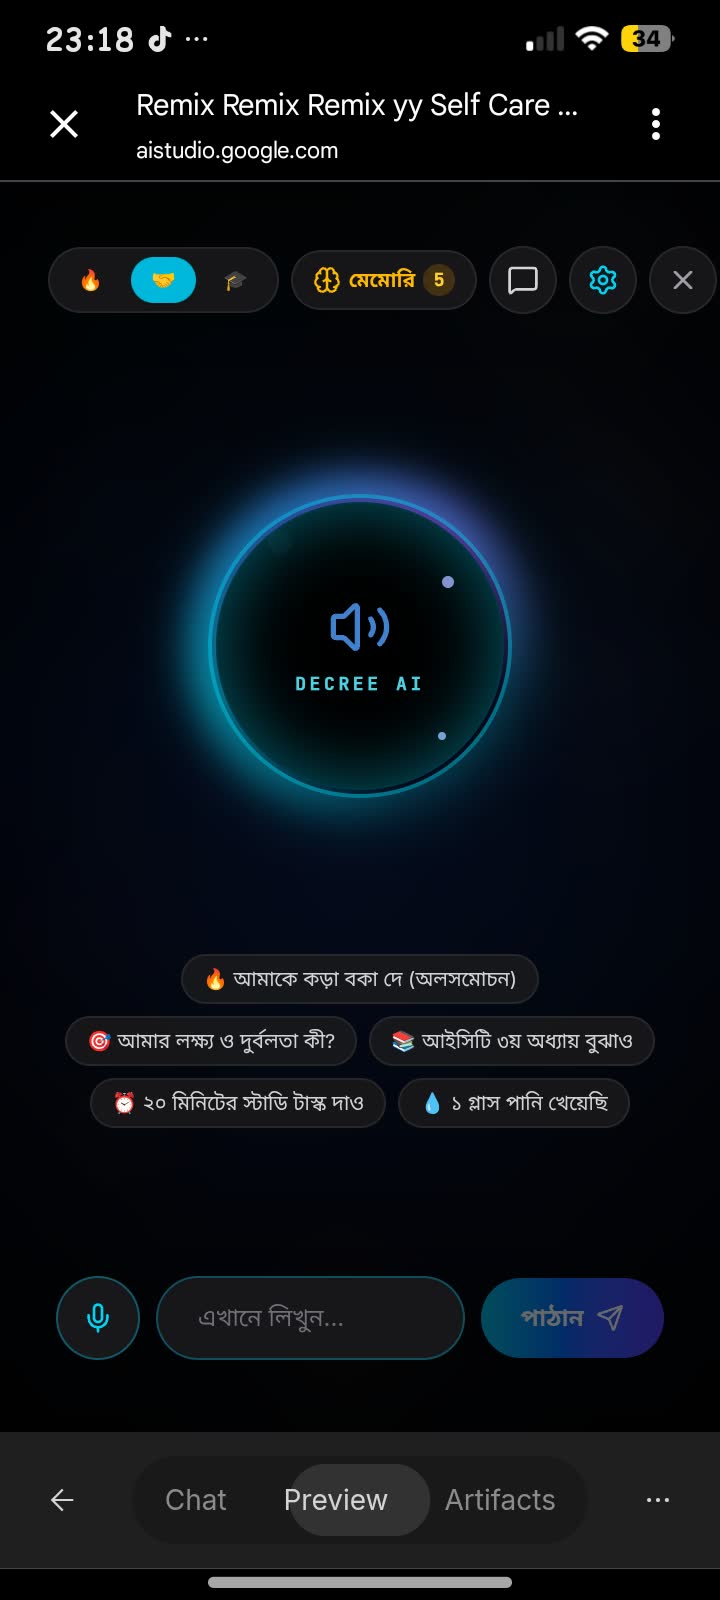 23:18
34
Remix Remix Remix yy Self Care ...
aistudio.google.com
মেমোরি 5
DECREE AI
আমাকে কড়া বকা দে (অলসমোচন)
আমার লক্ষ্য ও দুর্বলতা কী?
আইসিটি ৩য় অধ্যায় বুঝাও
২০ মিনিটের স্টাডি টাস্ক দাও
১ গ্লাস পানি খেয়েছি
এখানে লিখুন...
পাঠান
Chat
Preview
Artifacts